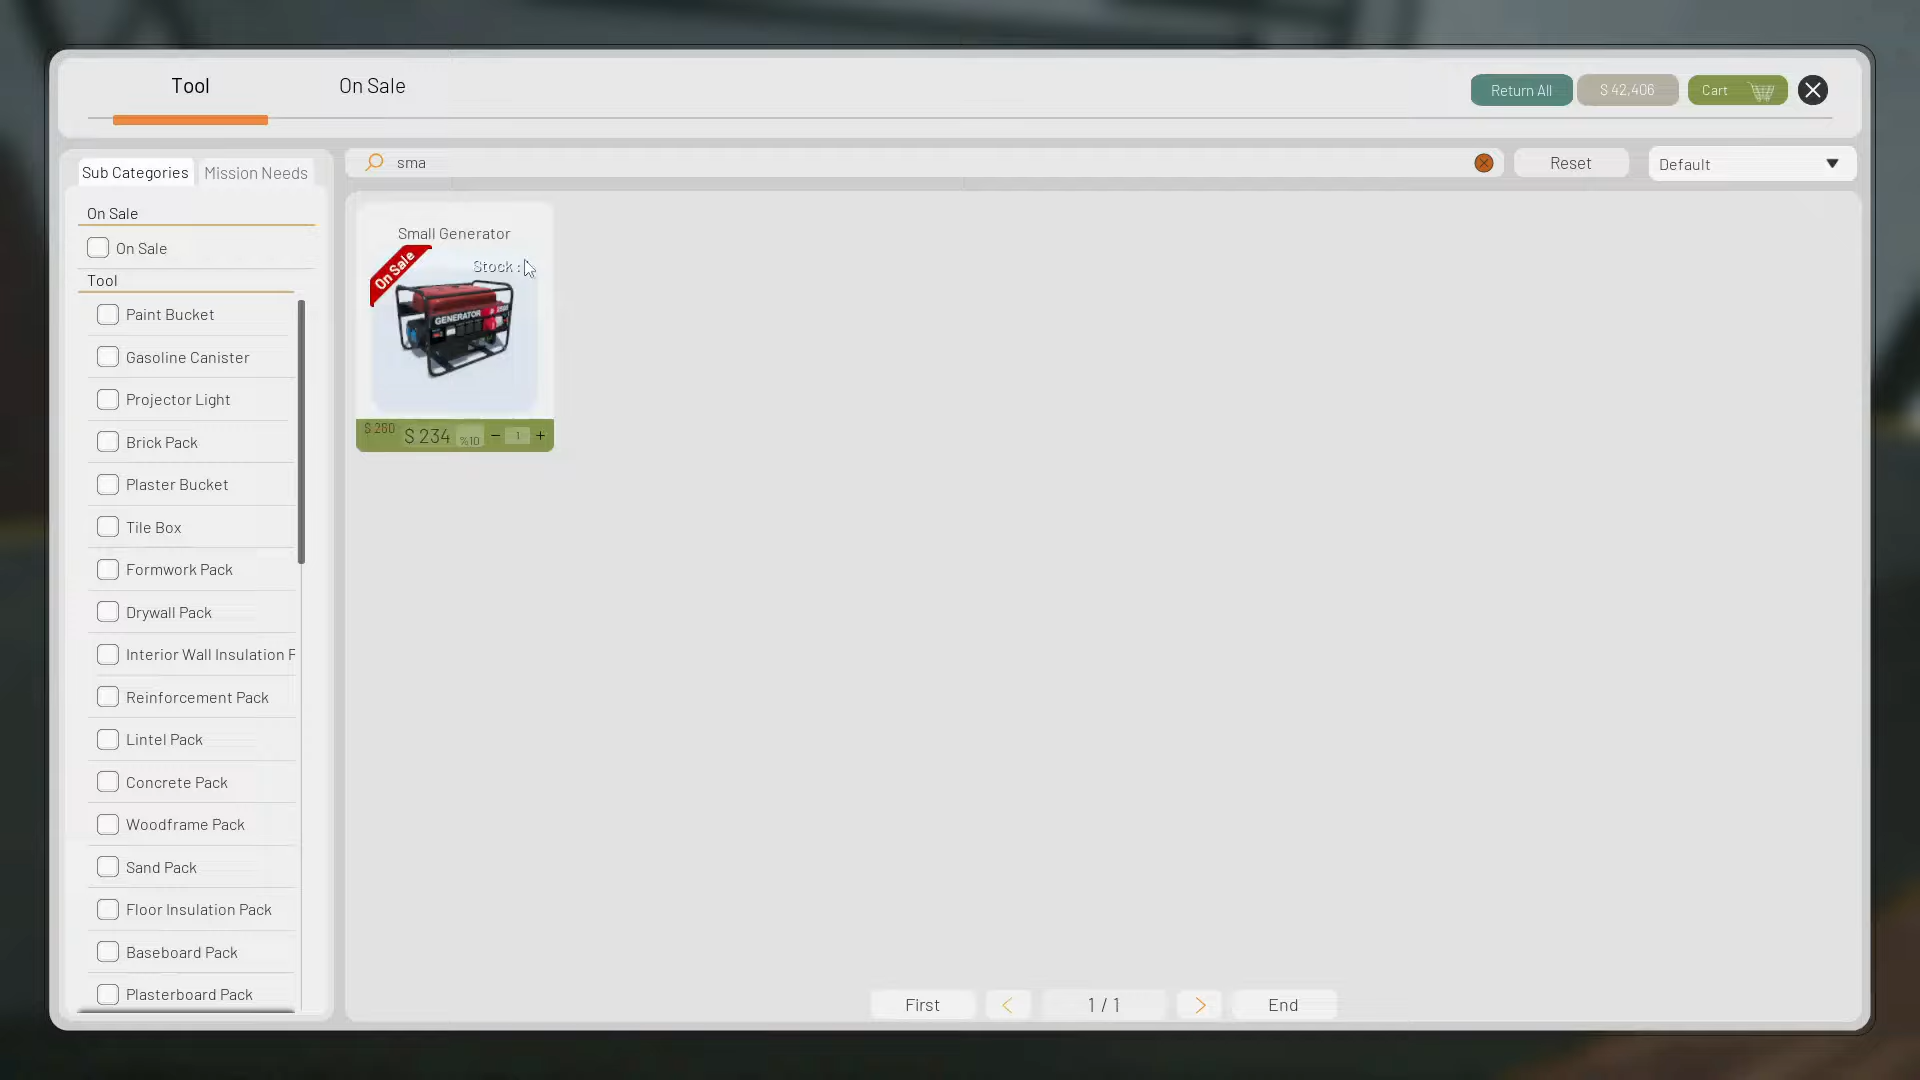 Tool
On Sale
Return All
$ 42,406
Cart
Sub Categories
Mission Needs
sma
Reset
Default
On Sale
On Sale
Tool
Paint Bucket
Gasoline Canister
Projector Light
Brick Pack
Plaster Bucket
Tile Box
Formwork Pack
Drywall Pack
Interior Wall Insulation P
Reinforcement Pack
Lintel Pack
Concrete Pack
Woodframe Pack
Sand Pack
Floor Insulation Pack
Baseboard Pack
Plasterboard Pack
Small Generator
On Sale
Stock :
GENERATOR
$ 260
$ 234
%10
− 1 +
First
<
1 / 1
>
End